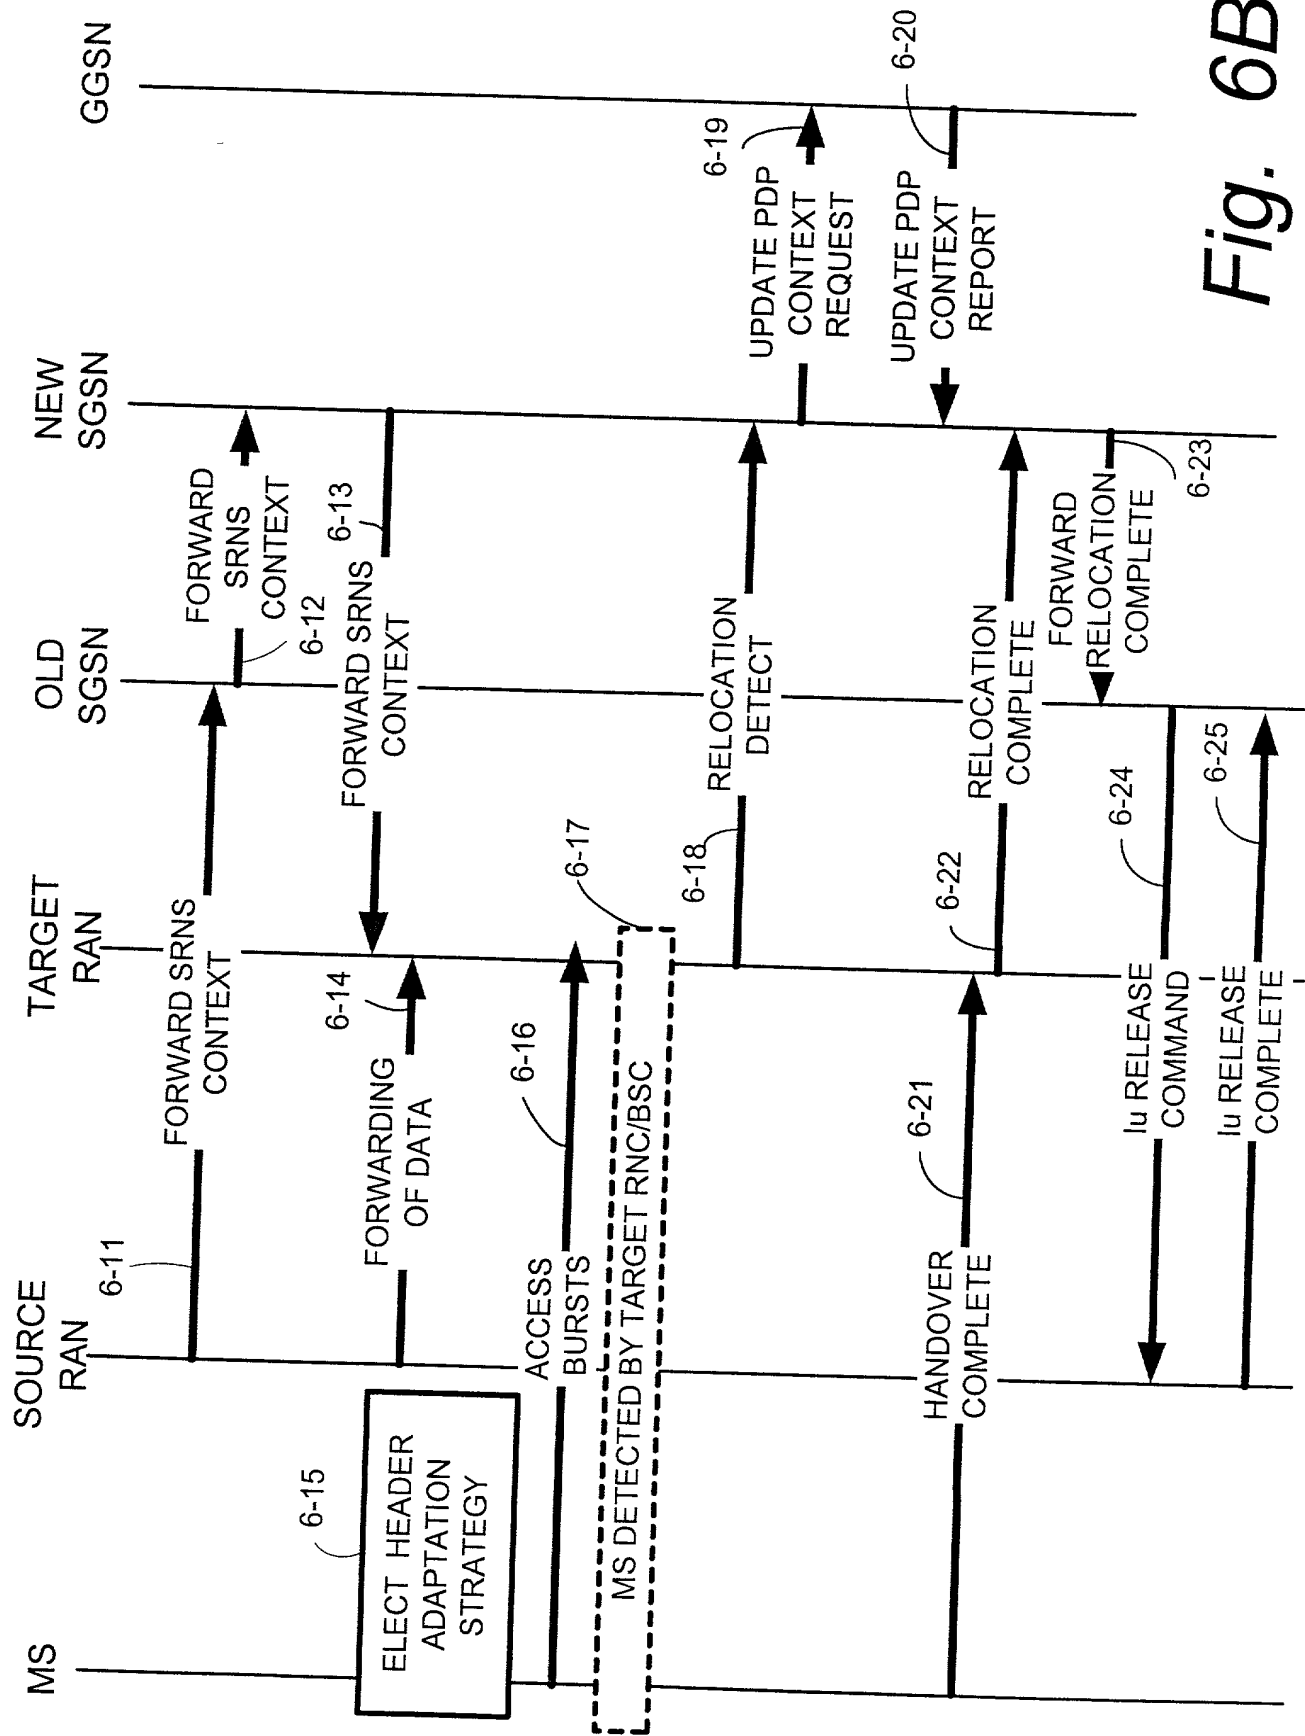 MS
SOURCE
RAN
TARGET
RAN
OLD
SGSN
NEW
SGSN
GGSN
6-11
FORWARD SRNS
CONTEXT
FORWARD
SRNS
CONTEXT
6-12
FORWARD SRNS
CONTEXT
6-13
FORWARDING
OF DATA
6-14
6-15
ELECT HEADER
ADAPTATION
STRATEGY
ACCESS
BURSTS
6-16
MS DETECTED BY TARGET RNC/BSC
6-17
6-18
RELOCATION
DETECT
UPDATE PDP
CONTEXT
REQUEST
6-19
UPDATE PDP
CONTEXT
REPORT
6-20
HANDOVER
COMPLETE
6-21
6-22
RELOCATION
COMPLETE
FORWARD
RELOCATION
COMPLETE
6-23
Iu RELEASE
COMMAND
6-24
Iu RELEASE
COMPLETE
6-25
Fig. 6B